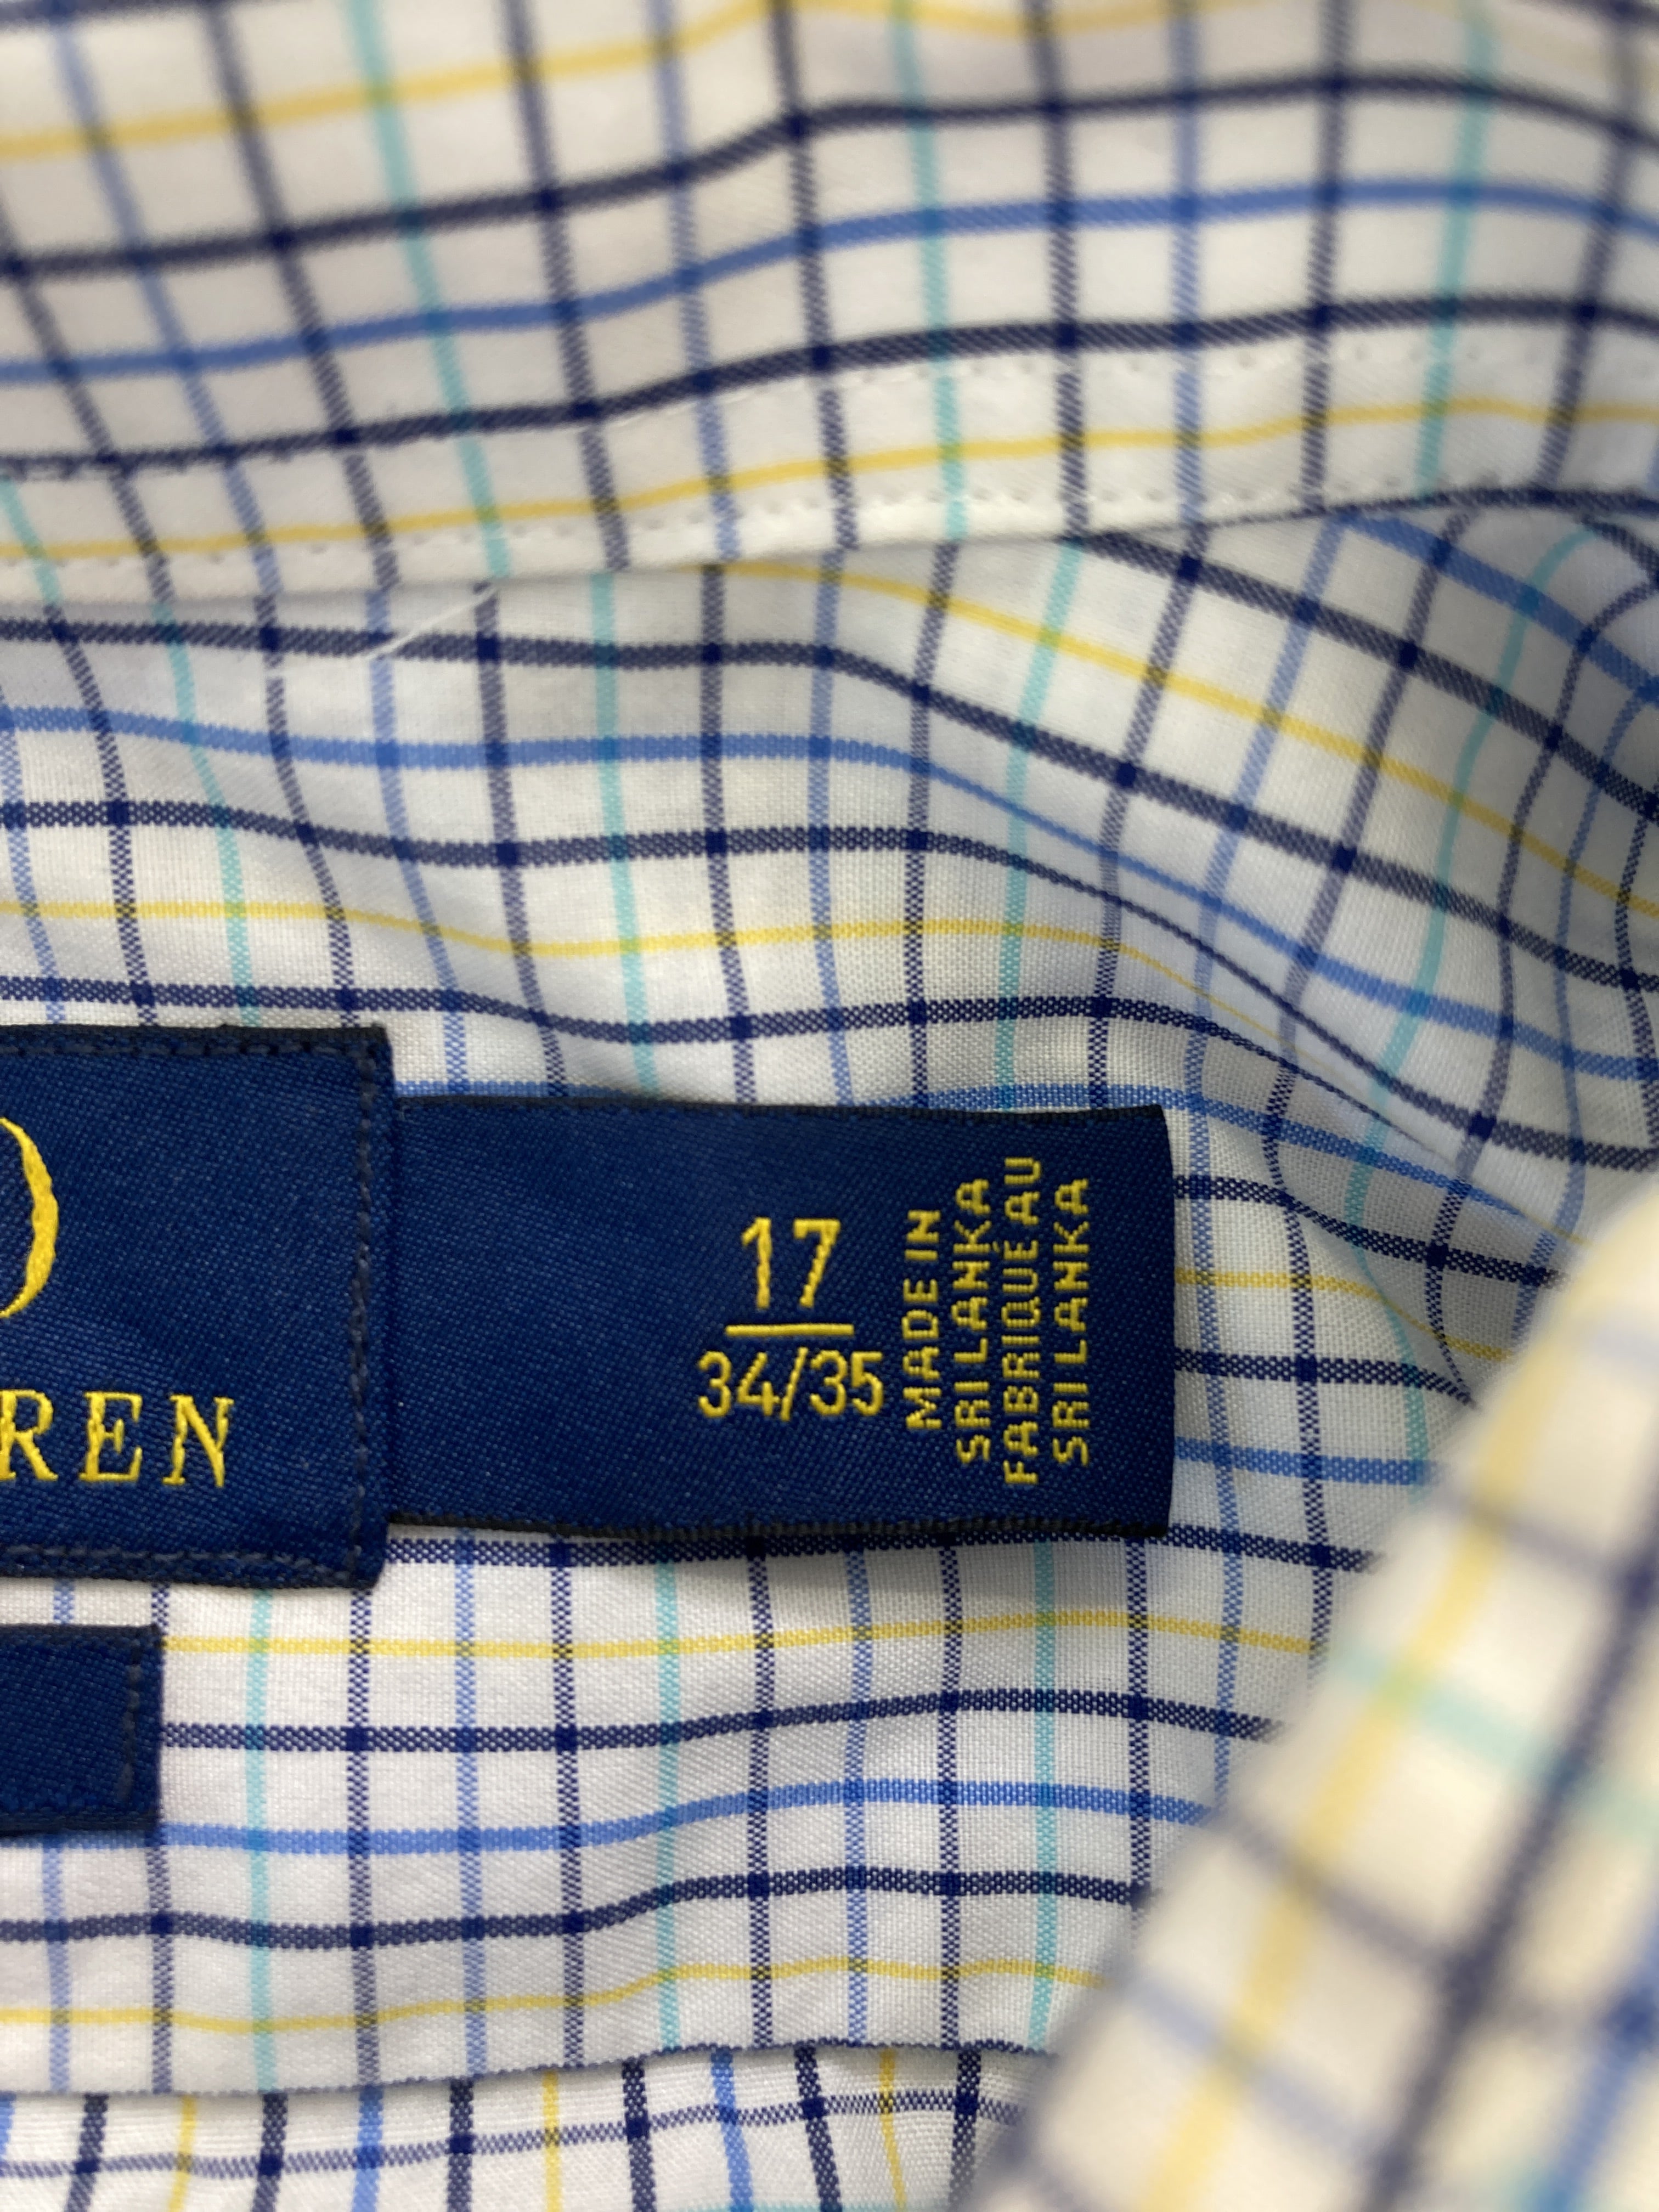 REN
17
34/35
MADE IN
SRI LANKA
FABRIQUÉ AU
SRI LANKA